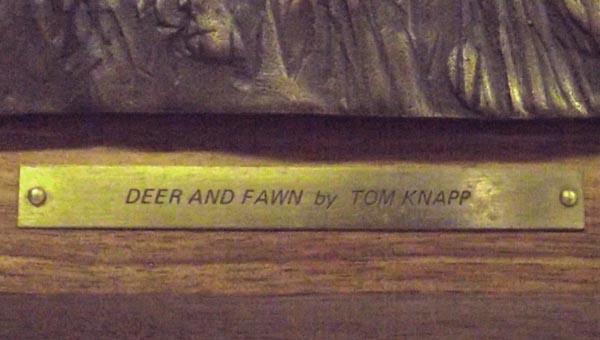 DEER AND FAWN by TOM KNAPP